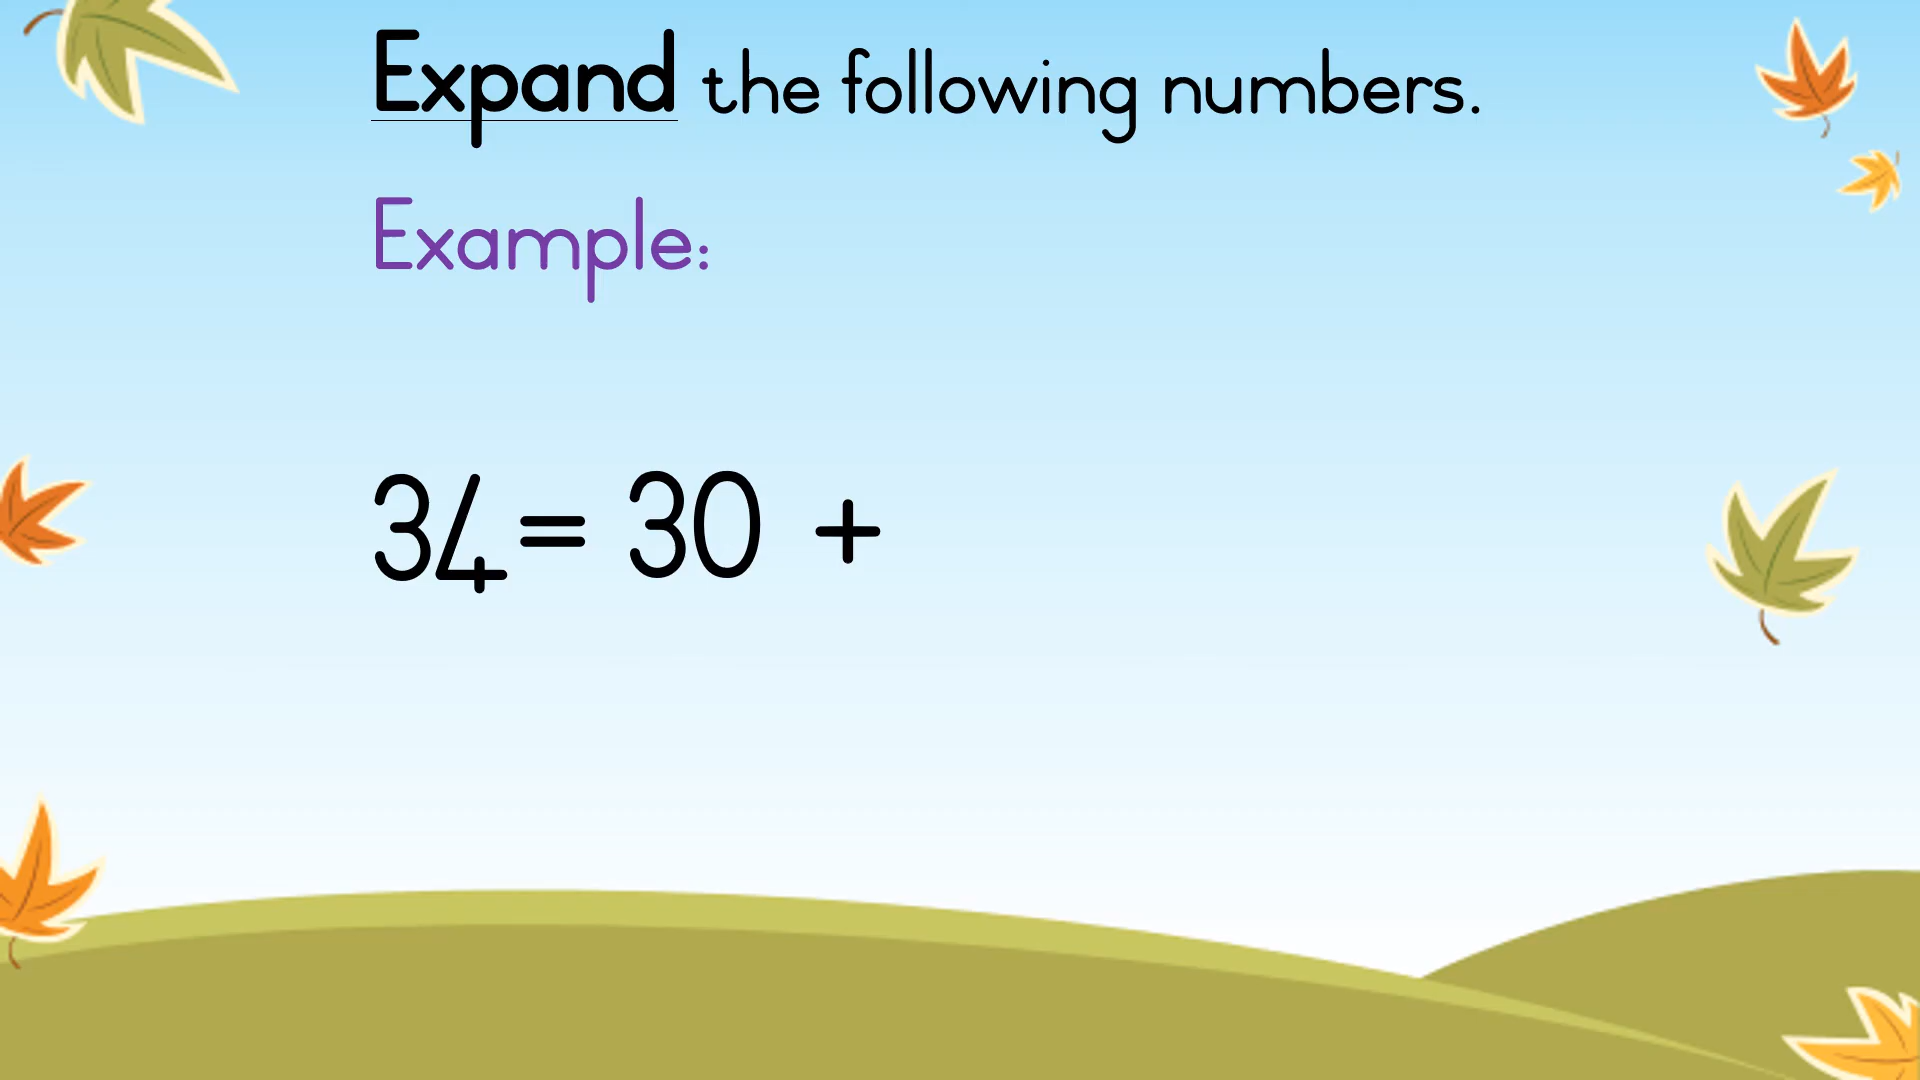 Expand the following numbers.
Example:
34= 30 +